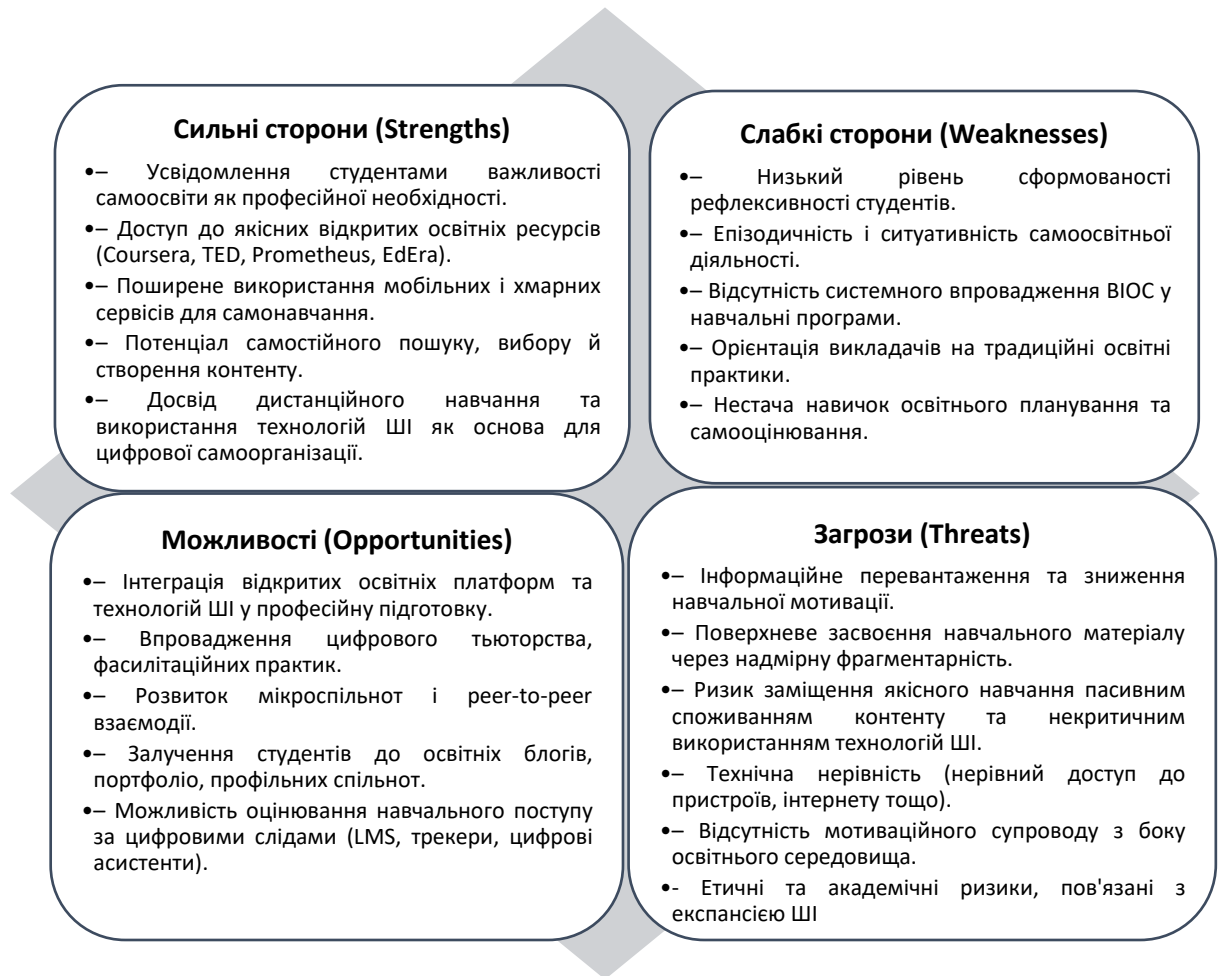 Сильні сторони (Strengths)
•– Усвідомлення студентами важливості
самоосвіти як професійної необхідності.
•– Доступ до якісних відкритих освітніх ресурсів
(Coursera, TED, Prometheus, EdEra).
•– Поширене використання мобільних і хмарних
сервісів для самонавчання.
•– Потенціал самостійного пошуку, вибору й
створення контенту.
•– Досвід дистанційного навчання та
використання технологій ШІ як основа для
цифрової самоорганізації.
Слабкі сторони (Weaknesses)
•– Низький рівень сформованості
рефлексивності студентів.
•– Епізодичність і ситуативність самоосвітньої
діяльності.
•– Відсутність системного впровадження ВІОС у
навчальні програми.
•– Орієнтація викладачів на традиційні освітні
практики.
•– Нестача навичок освітнього планування та
самооцінювання.
Можливості (Opportunities)
•– Інтеграція відкритих освітніх платформ та
технологій ШІ у професійну підготовку.
•– Впровадження цифрового тьюторства,
фасилітаційних практик.
•– Розвиток мікроспільнот і peer-to-peer
взаємодії.
•– Залучення студентів до освітніх блогів,
портфоліо, профільних спільнот.
•– Можливість оцінювання навчального поступу
за цифровими слідами (LMS, трекери, цифрові
асистенти).
Загрози (Threats)
•– Інформаційне перевантаження та зниження
навчальної мотивації.
•– Поверхневе засвоєння навчального матеріалу
через надмірну фрагментарність.
•– Ризик заміщення якісного навчання пасивним
споживанням контенту та некритичним
використанням технологій ШІ.
•– Технічна нерівність (нерівний доступ до
пристроїв, інтернету тощо).
•– Відсутність мотиваційного супроводу з боку
освітнього середовища.
•- Етичні та академічні ризики, пов'язані з
експансією ШІ